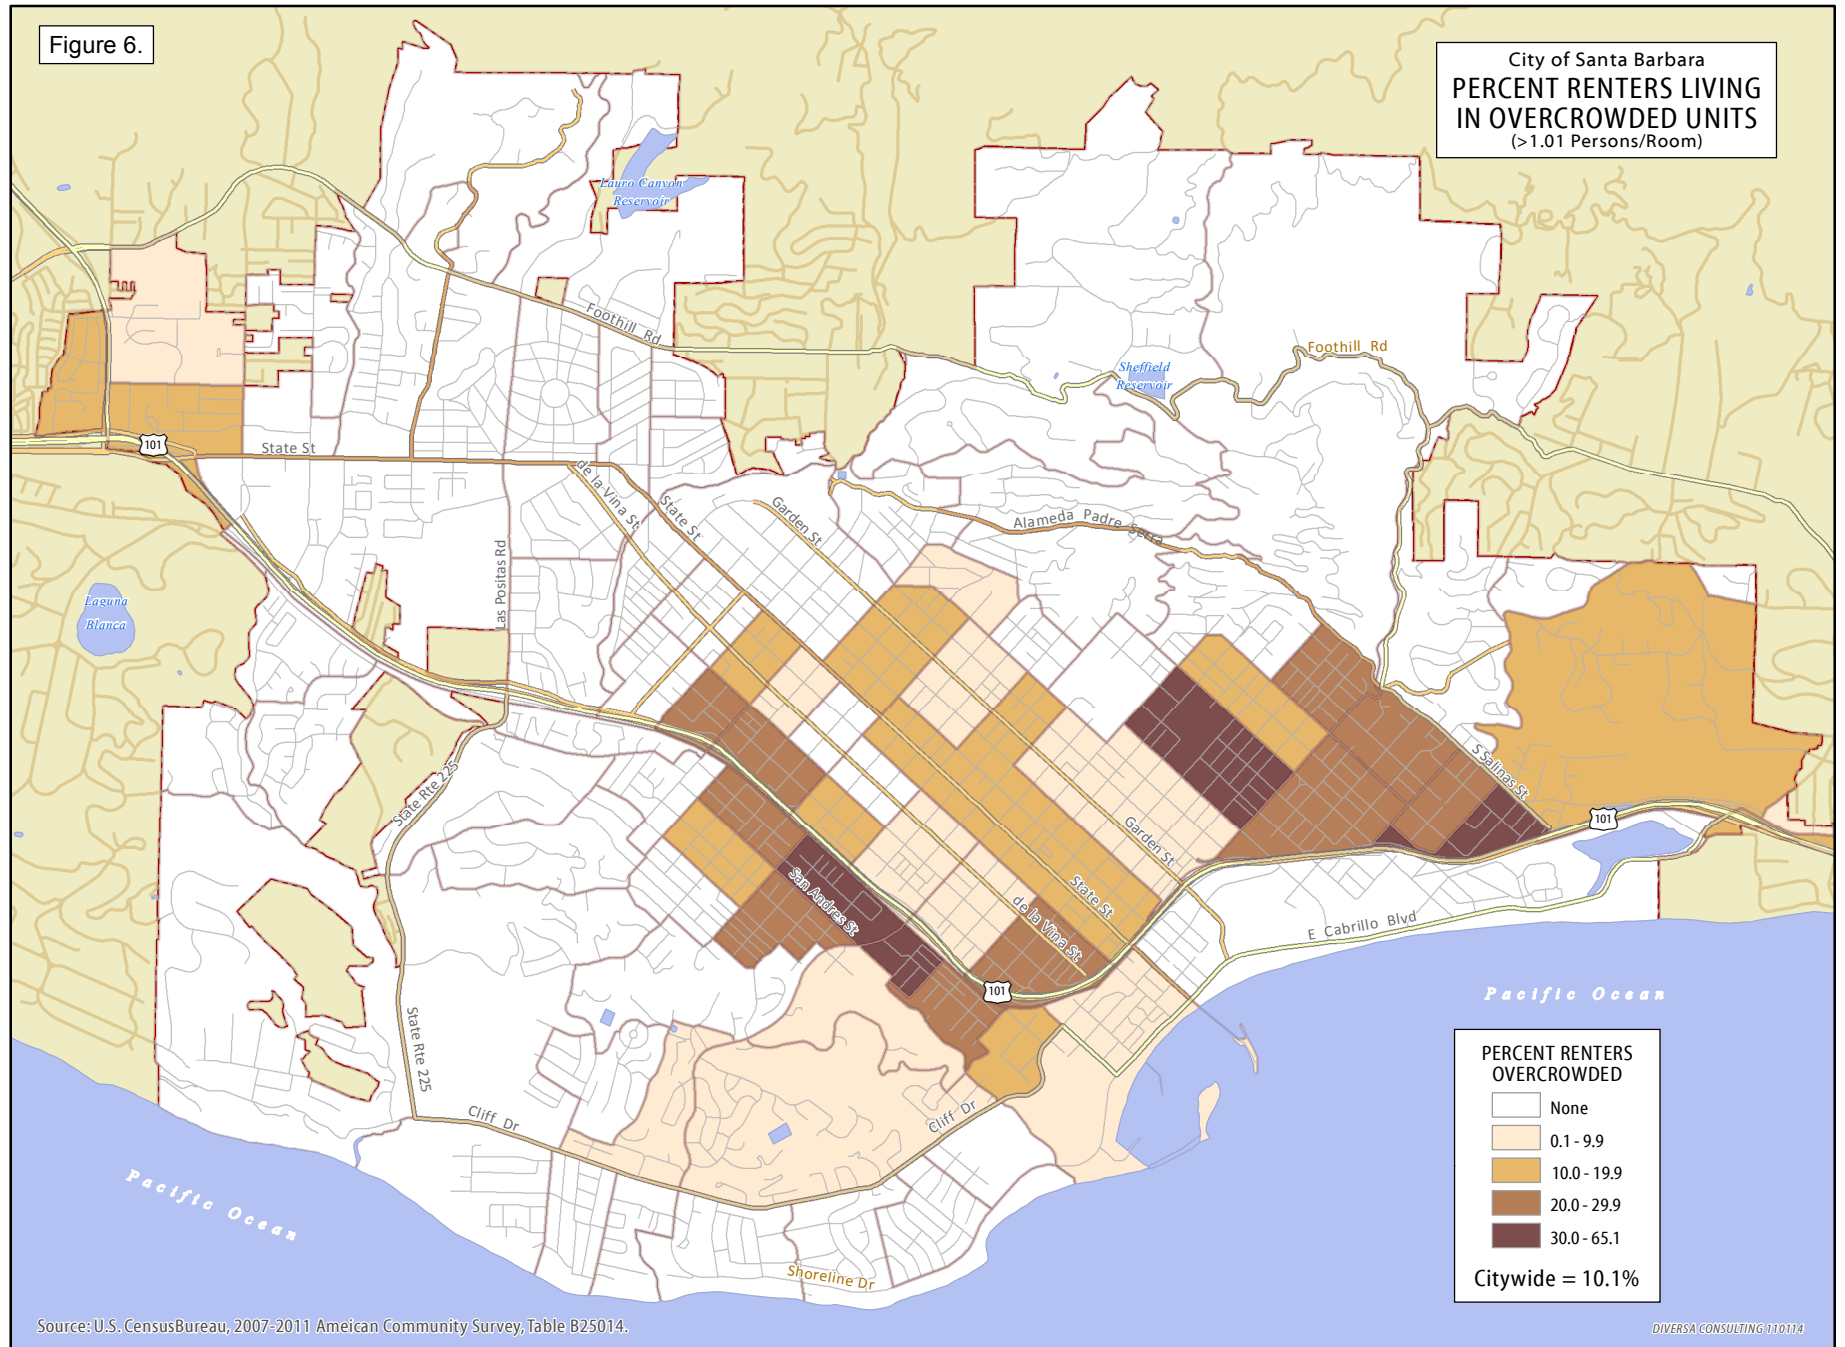 Figure 6.
City of Santa Barbara
PERCENT RENTERS LIVING
IN OVERCROWDED UNITS
(>1.01 Persons/Room)
Lauro Canyon
Reservoir
Foothill Rd
Foothill Rd
Sheffield
Reservoir
101
State St
de la Vina St
State St
Garden St
Alameda Padre Serra
Las Positas Rd
Laguna
Blanca
State Rte 225
S Salinas St
101
Garden St
San Andres St
State St
de la Vina St
E Cabrillo Blvd
101
Pacific Ocean
State Rte 225
Cliff Dr
Cliff Dr
Pacific Ocean
Shoreline Dr
PERCENT RENTERS
OVERCROWDED
None
0.1 - 9.9
10.0 - 19.9
20.0 - 29.9
30.0 - 65.1
Citywide = 10.1%
Source: U.S. CensusBureau, 2007-2011 Ameican Community Survey, Table B25014.
DIVERSA CONSULTING 110114